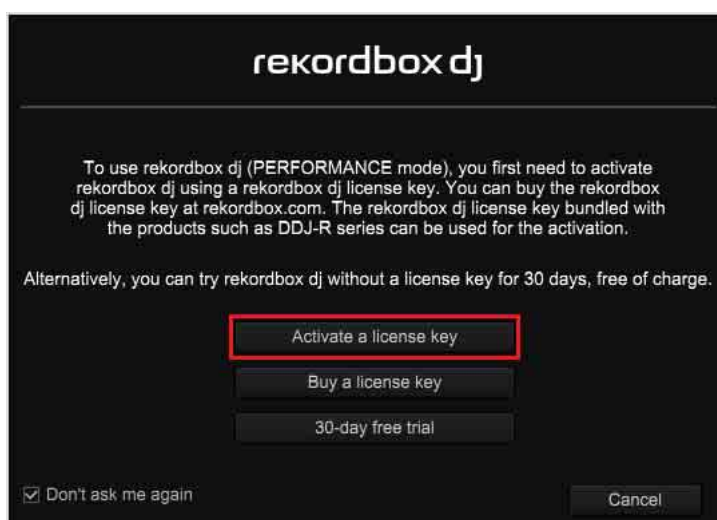 rekordbox dj
To use rekordbox dj (PERFORMANCE mode), you first need to activate
rekordbox dj using a rekordbox dj license key. You can buy the rekordbox
dj license key at rekordbox.com. The rekordbox dj license key bundled with
the products such as DDJ-R series can be used for the activation.
Alternatively, you can try rekordbox dj without a license key for 30 days, free of charge.
Activate a license key
Buy a license key
30-day free trial
Don't ask me again
Cancel